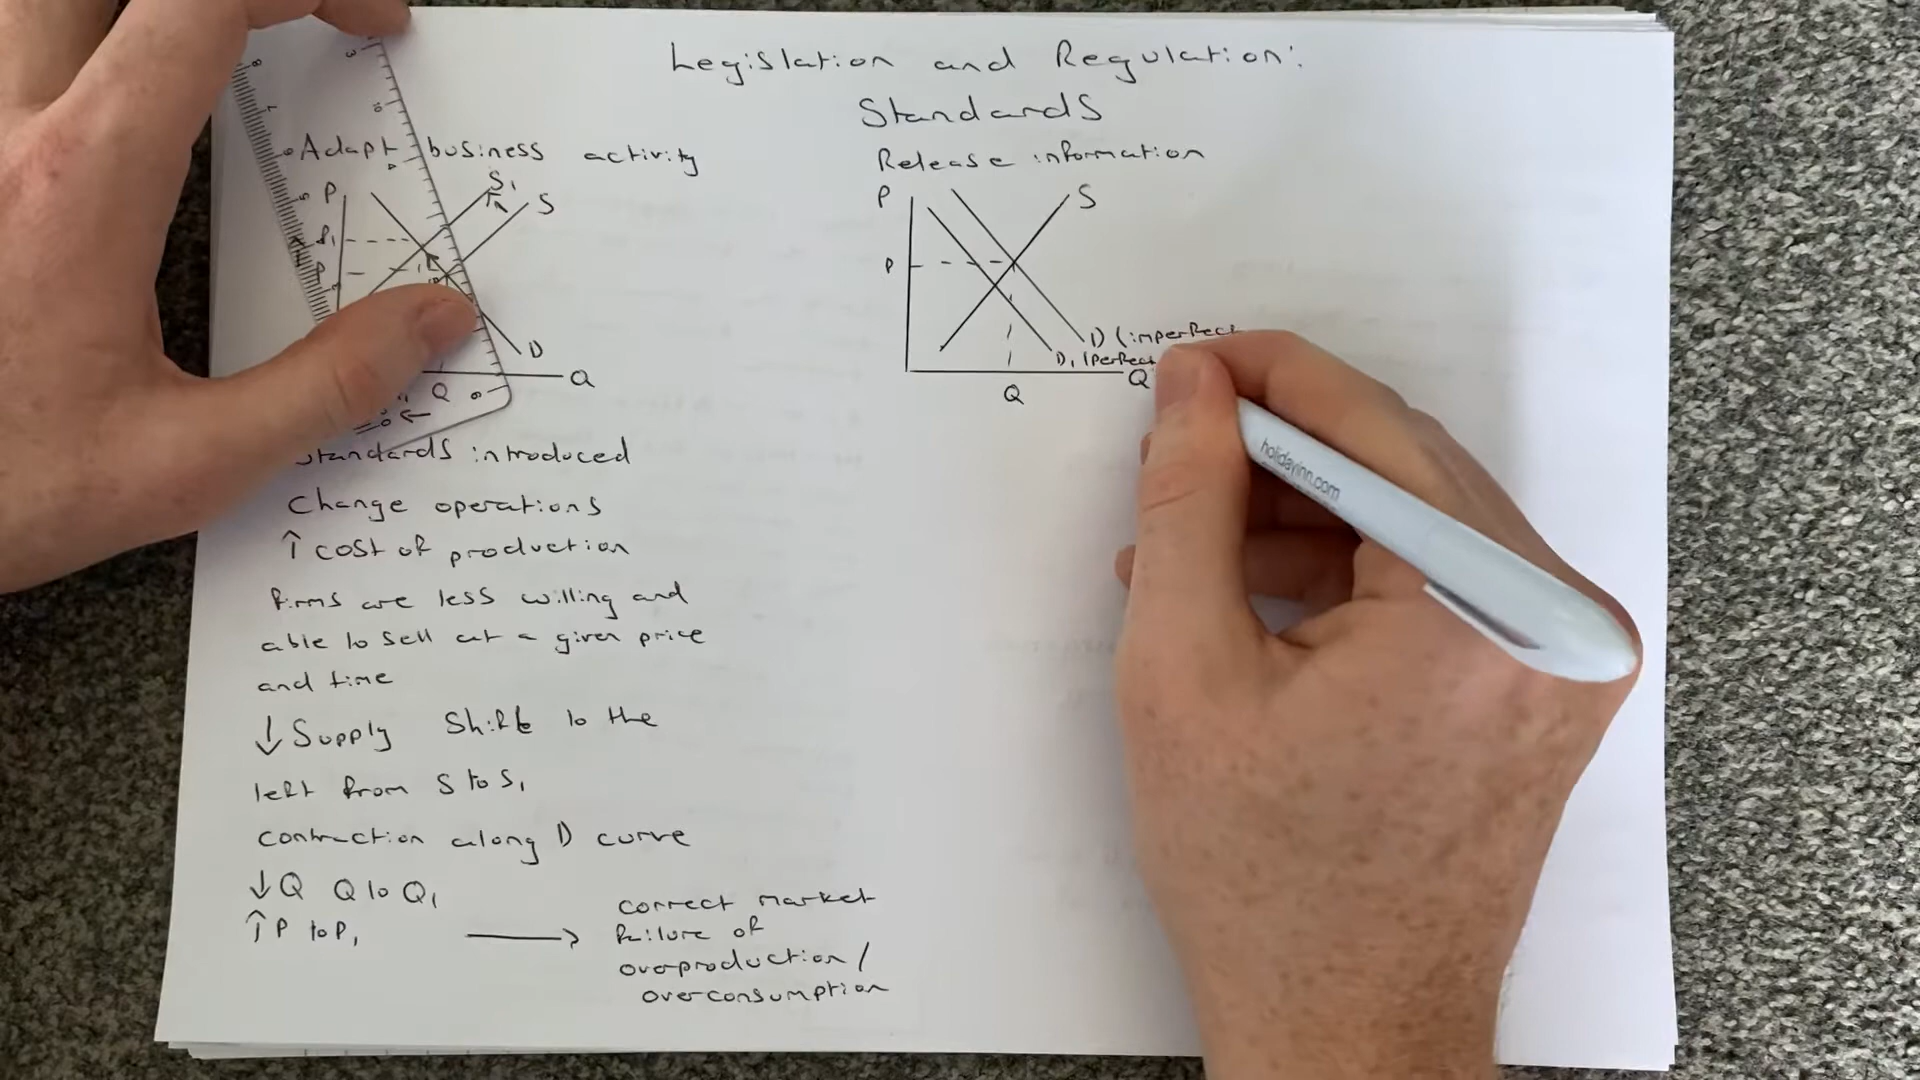 Legislation and Regulation:
Standards
Adapt business activity
P
S1
S
P1
P
D
Q
Q
Standards introduced
Change operations
↑ cost of production
firms are less willing and
able to sell at a given price
and time
↓ Supply Shift to the
left from S to S1
contraction along D curve
↓Q Q to Q1
↑P to P1
correct market
failure of
overproduction/
overconsumption
Release information
P
S
P
D (imperfect
D1 (perfect
Q
Q
holidayinn.com